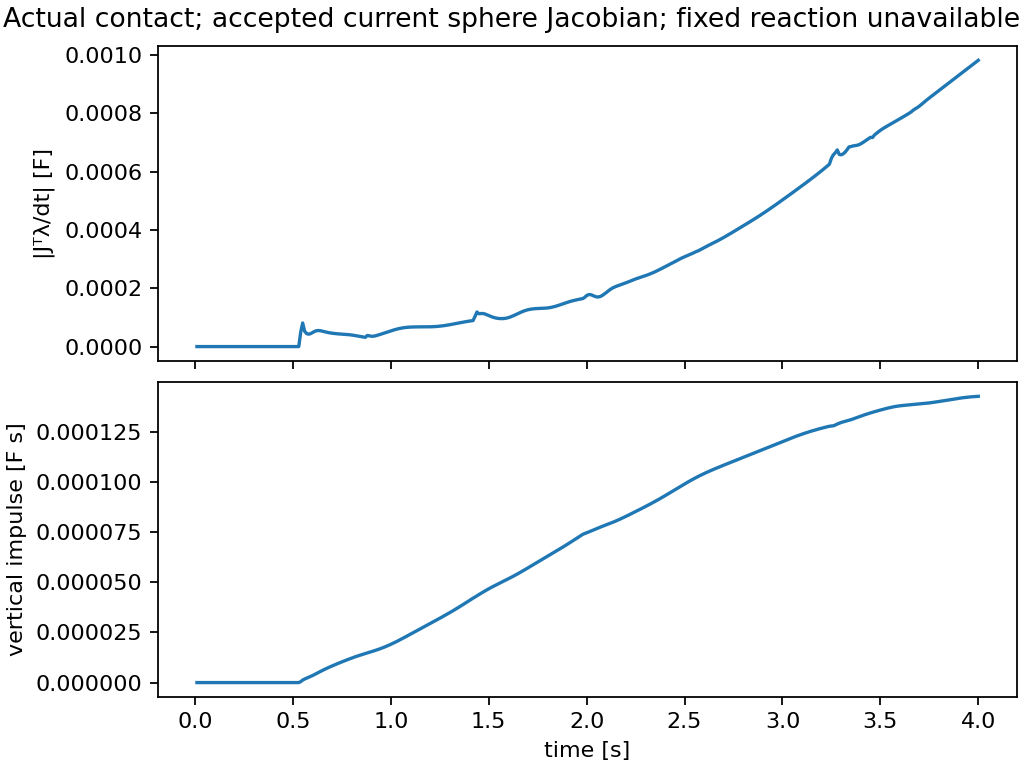 Actual contact; accepted current sphere Jacobian; fixed reaction unavailable
0.0010
0.0008
0.0006
0.0004
0.0002
0.0000
|Jᵀλ/dt| [F]
0.000125
0.000100
0.000075
0.000050
0.000025
0.000000
vertical impulse [F s]
0.0 0.5 1.0 1.5 2.0 2.5 3.0 3.5 4.0
time [s]